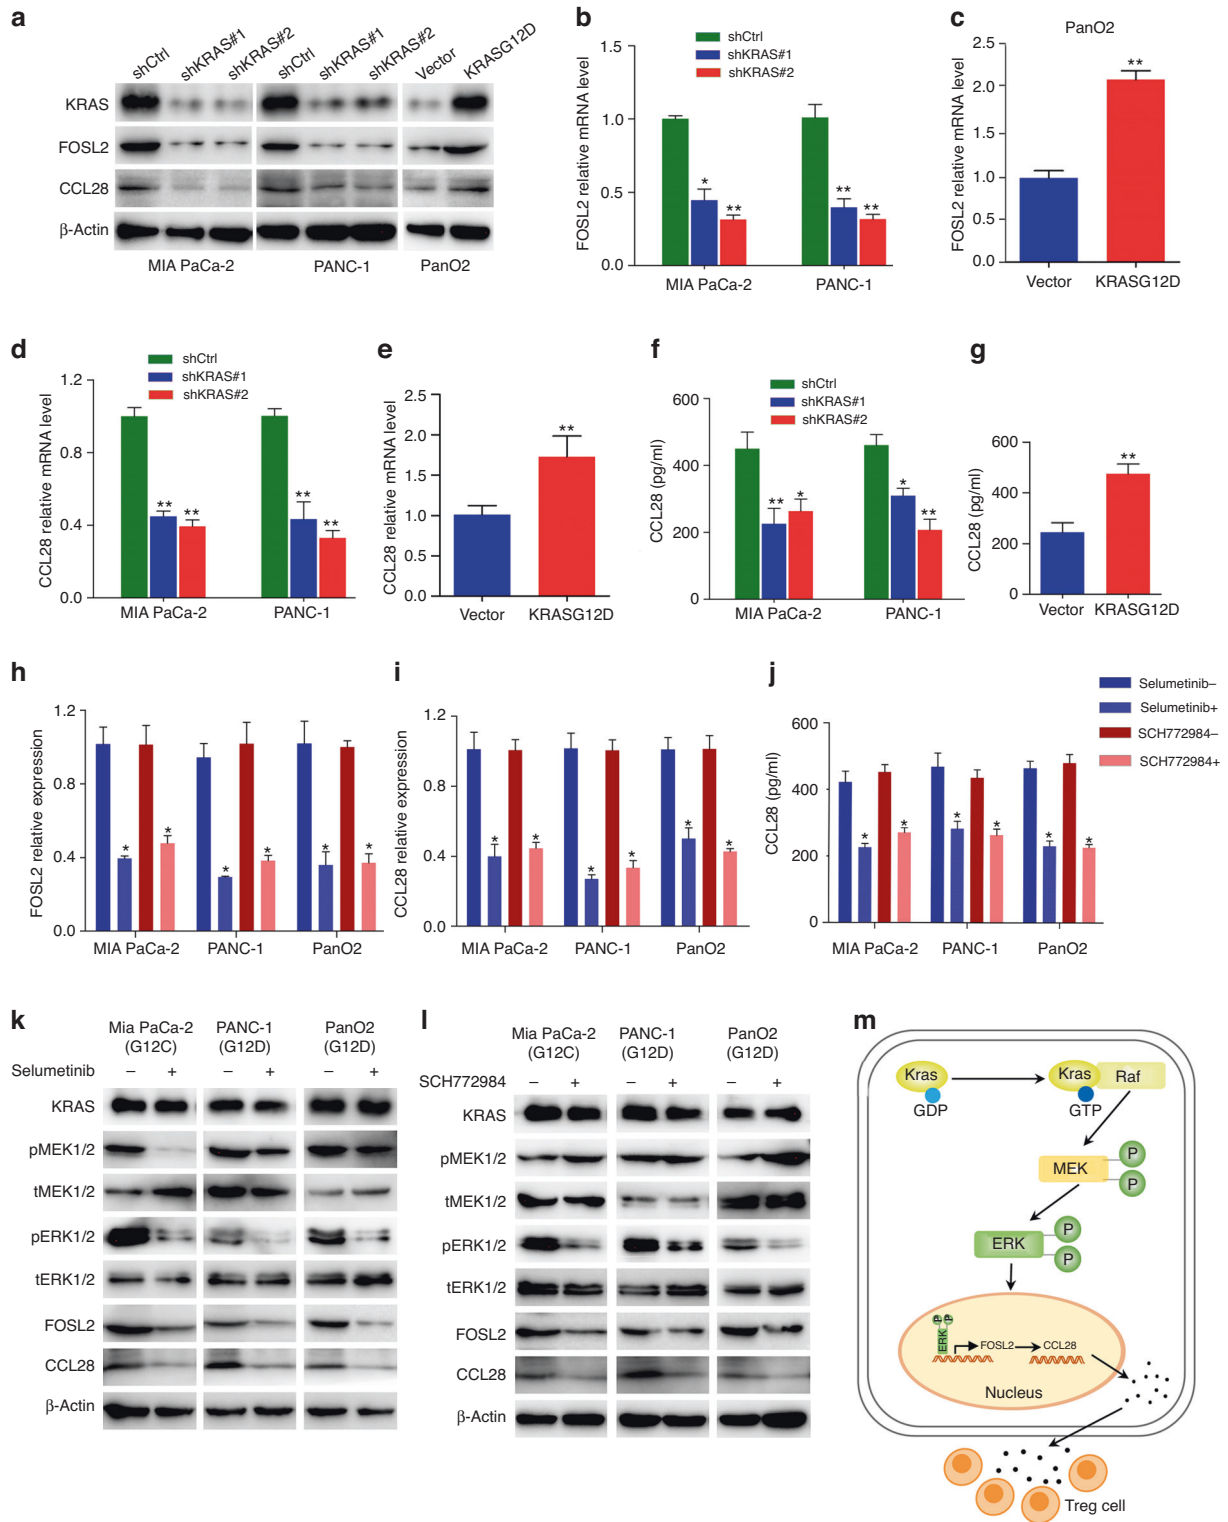 a
shCtrl shKRAS#1 shKRAS#2 shCtrl shKRAS#1 shKRAS#2 Vector KRASG12D
KRAS
FOSL2
CCL28
β-Actin
MIA PaCa-2 PANC-1 PanO2
b
shCtrl
shKRAS#1
shKRAS#2
FOSL2 relative mRNA level
1.5
1.0
0.5
0.0
* ** ** **
MIA PaCa-2 PANC-1
c
PanO2
FOSL2 relative mRNA level
2.5
2.0
1.5
1.0
0.5
0.0
**
Vector KRASG12D
d
shCtrl
shKRAS#1
shKRAS#2
CCL28 relative mRNA level
1.2
0.8
0.4
0.0
** ** ** **
MIA PaCa-2 PANC-1
e
CCL28 relative mRNA level
2.5
2.0
1.5
1.0
0.5
0.0
**
Vector KRASG12D
f
shCtrl
shKRAS#1
shKRAS#2
CCL28 (pg/ml)
600
400
200
0
** * * **
MIA PaCa-2 PANC-1
g
CCL28 (pg/ml)
600
400
200
0
**
Vector KRASG12D
h
FOSL2 relative expression
1.2
0.8
0.4
0.0
* * * * * *
MIA PaCa-2 PANC-1 PanO2
i
CCL28 relative expression
1.2
0.8
0.4
0.0
* * * * * *
MIA PaCa-2 PANC-1 PanO2
j
CCL28 (pg/ml)
600
400
200
0
* * * * * *
MIA PaCa-2 PANC-1 PanO2
Selumetinib–
Selumetinib+
SCH772984–
SCH772984+
k
Mia PaCa-2 PANC-1 PanO2
(G12C) (G12D) (G12D)
Selumetinib – + – + – +
KRAS
pMEK1/2
tMEK1/2
pERK1/2
tERK1/2
FOSL2
CCL28
β-Actin
l
Mia PaCa-2 PANC-1 PanO2
(G12C) (G12D) (G12D)
SCH772984 – + – + – +
KRAS
pMEK1/2
tMEK1/2
pERK1/2
tERK1/2
FOSL2
CCL28
β-Actin
m
Kras Kras Raf
GDP GTP
MEK P
P
ERK P
P
P P
ERK FOSL2 CCL28
Nucleus
Treg cell